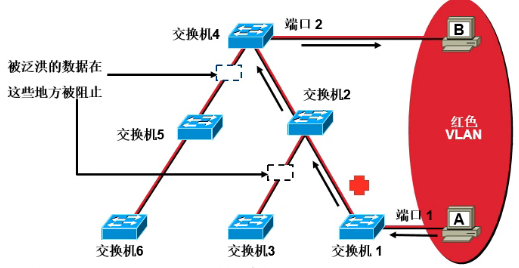 交换机4
端口 2
B
被泛洪的数据在
这些地方被阻止
交换机2
交换机5
红色
VLAN
端口 1
A
交换机6
交换机3
交换机 1